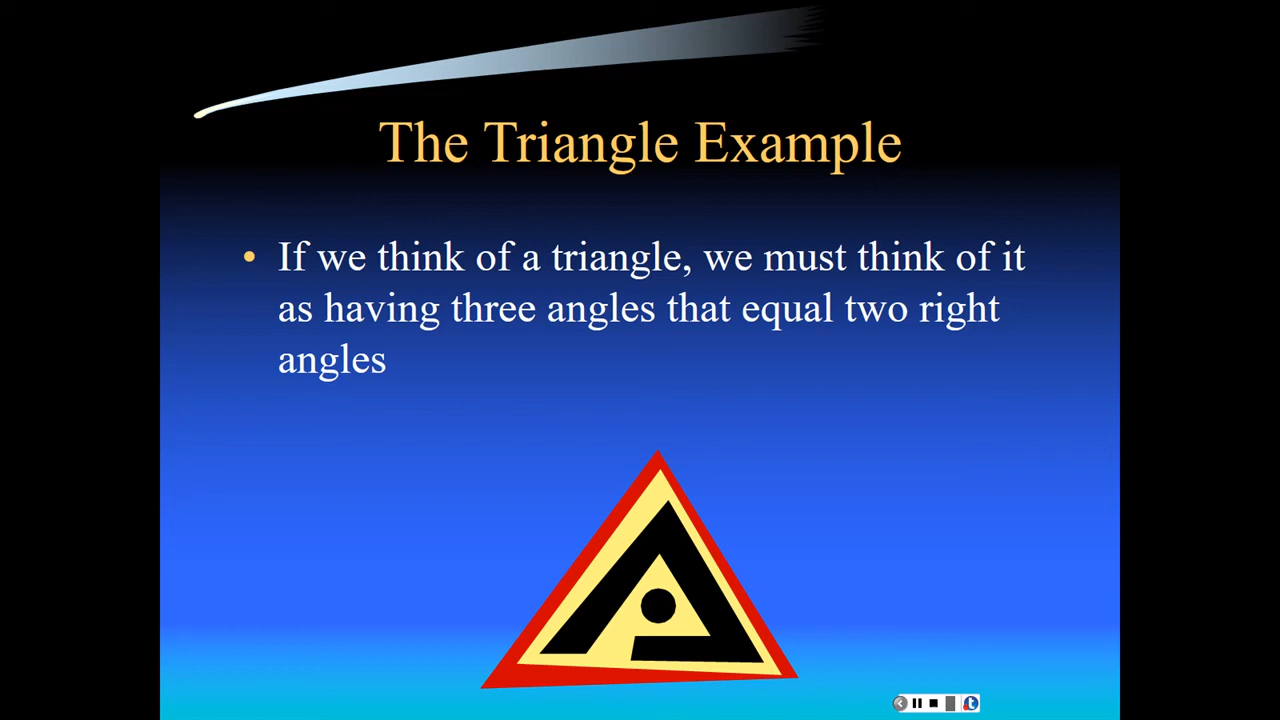 The Triangle Example
• If we think of a triangle, we must think of it
as having three angles that equal two right
angles